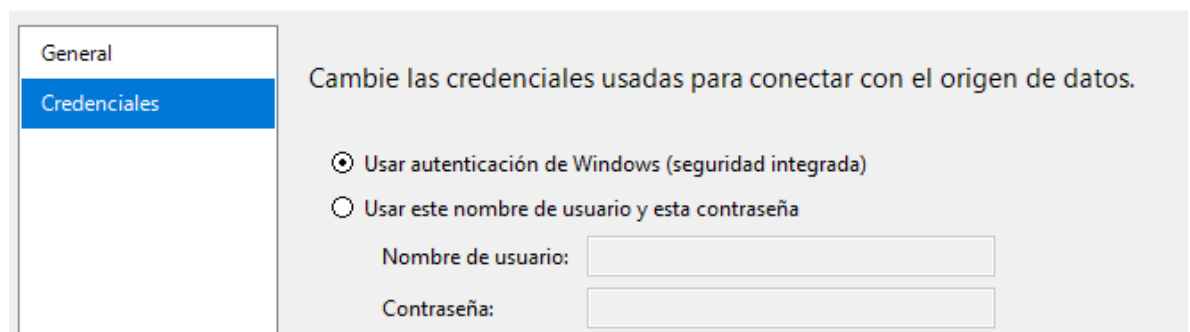 General
Credenciales
Cambie las credenciales usadas para conectar con el origen de datos.
Usar autenticación de Windows (seguridad integrada)
Usar este nombre de usuario y esta contraseña
Nombre de usuario:
Contraseña: